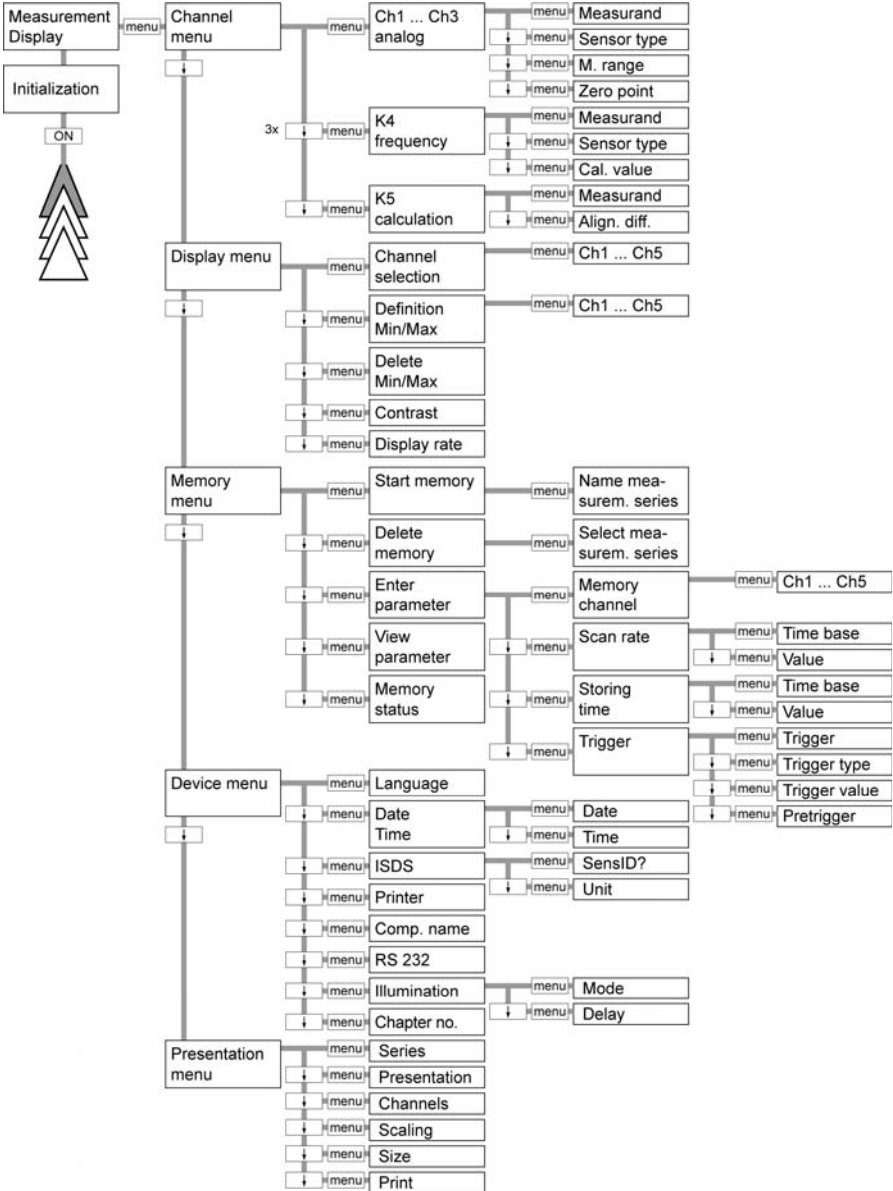 Measurement
Display
menu
Channel
menu
Ch1 ... Ch3
analog
menu
Measurand
menu
Sensor type
menu
M. range
menu
Zero point
Initialization
ON
3x
menu
K4
frequency
menu
Measurand
menu
Sensor type
menu
Cal. value
menu
K5
calculation
menu
Measurand
menu
Align. diff.
Display menu
menu
Channel
selection
menu
Ch1 ... Ch5
menu
Definition
Min/Max
menu
Ch1 ... Ch5
menu
Delete
Min/Max
menu
Contrast
menu
Display rate
Memory
menu
menu
Start memory
menu
Name mea-
surem. series
menu
Delete
memory
menu
Select mea-
surem. series
menu
Enter
parameter
menu
Memory
channel
menu
Ch1 ... Ch5
menu
Scan rate
menu
Time base
menu
Value
menu
Storing
time
menu
Time base
menu
Value
menu
Trigger
menu
Trigger
menu
Trigger type
menu
Trigger value
menu
Pretrigger
menu
View
parameter
menu
Memory
status
Device menu
menu
Language
menu
Date
Time
menu
Date
menu
Time
menu
ISDS
menu
SensID?
menu
Unit
menu
Printer
menu
Comp. name
menu
RS 232
menu
Illumination
menu
Mode
menu
Delay
menu
Chapter no.
Presentation
menu
menu
Series
menu
Presentation
menu
Channels
menu
Scaling
menu
Size
menu
Print